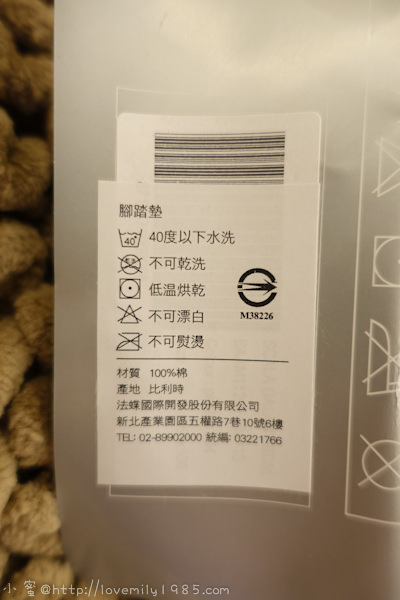 腳踏墊
40
40度以下水洗
不可乾洗
低溫烘乾
不可漂白
不可熨燙
M38226
材質 100%棉
產地 比利時
法蝶國際開發股份有限公司
新北產業園區五權路7巷10號6樓
TEL: 02-89902000 統編: 03221766
小蜜@http://lovemily1985.com